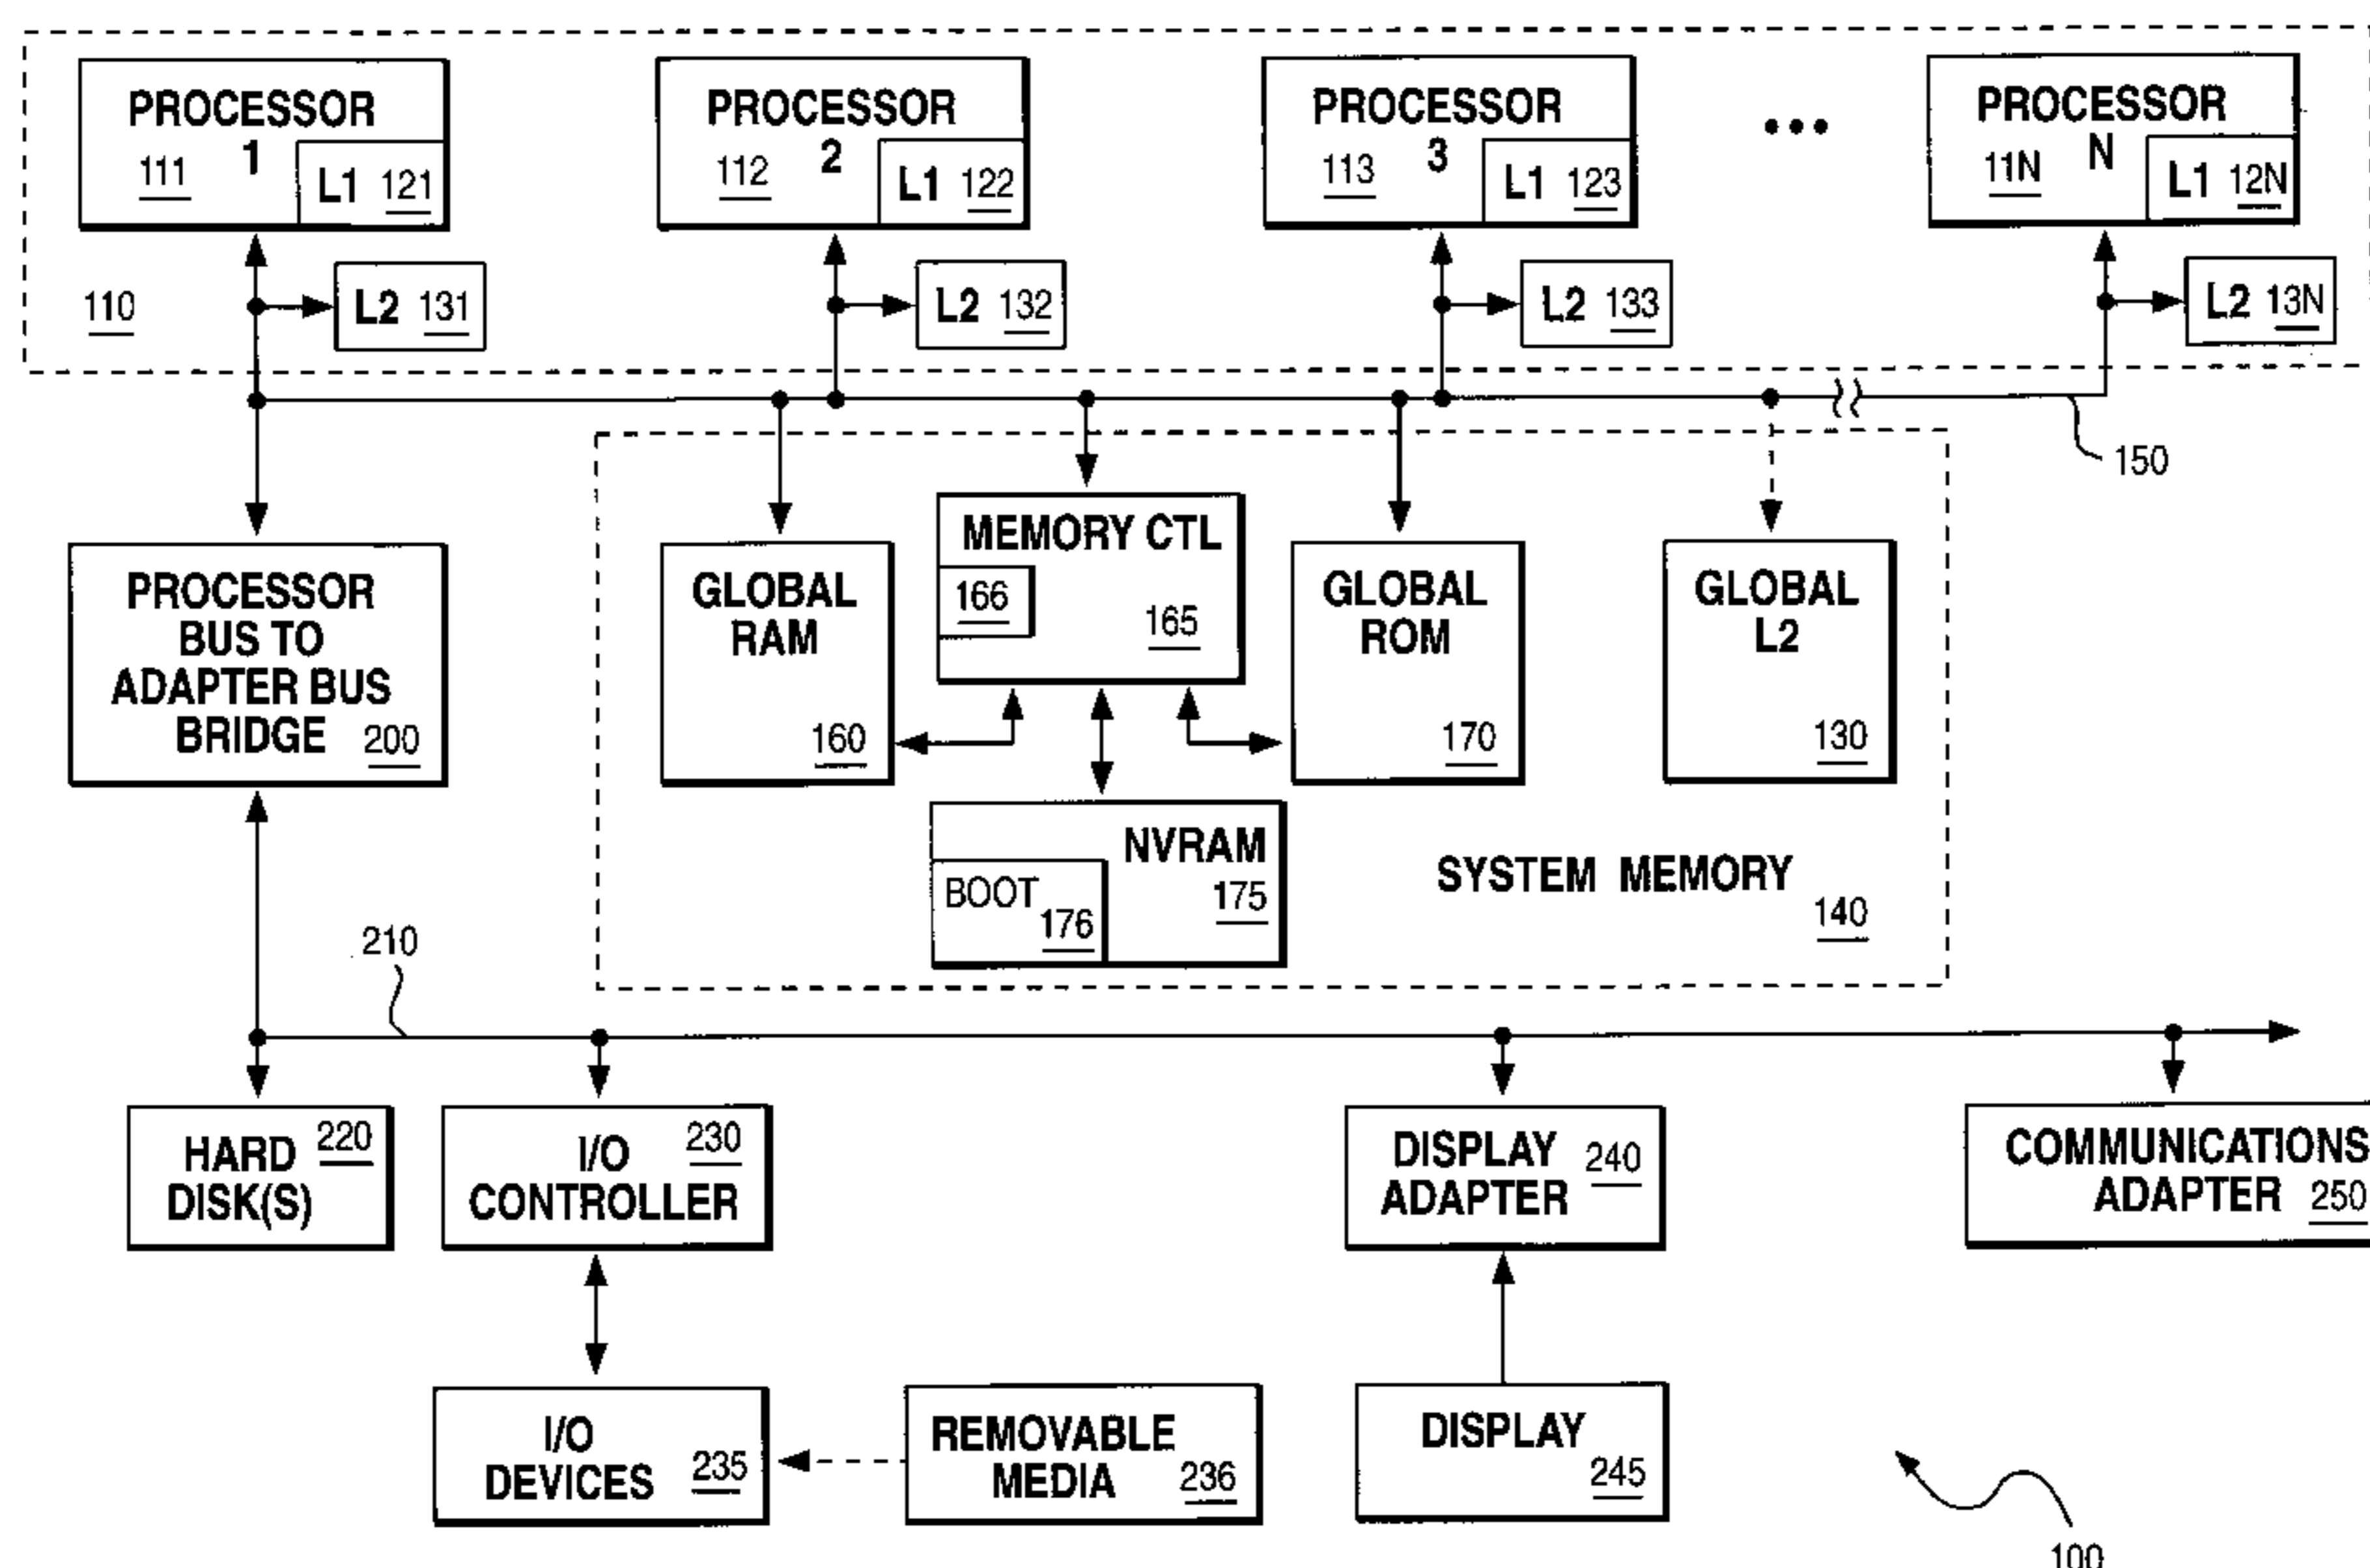 PROCESSOR
1
111
L1 121
PROCESSOR
2
112
L1 122
PROCESSOR
3
113
L1 123
•••
PROCESSOR
N
11N
L1 12N
110
L2 131
L2 132
L2 133
L2 13N
150
PROCESSOR
BUS TO
ADAPTER BUS
BRIDGE 200
GLOBAL
RAM
160
MEMORY CTL
166
165
GLOBAL
ROM
170
GLOBAL
L2
130
NVRAM
175
BOOT
176
SYSTEM MEMORY
140
210
HARD
DISK(S)
220
I/O
CONTROLLER
230
DISPLAY
ADAPTER
240
COMMUNICATIONS
ADAPTER 250
I/O
DEVICES 235
REMOVABLE
MEDIA 236
DISPLAY
245
100